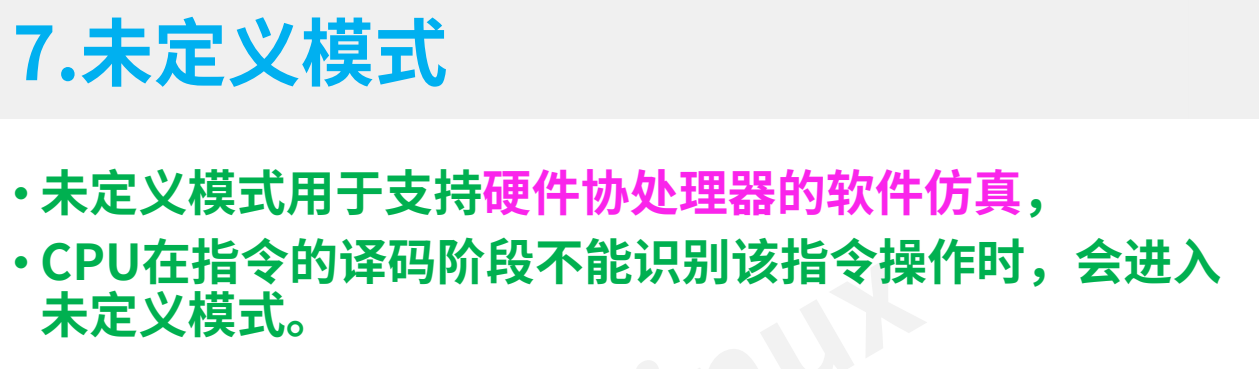 7.未定义模式
• 未定义模式用于支持硬件协处理器的软件仿真，
• CPU在指令的译码阶段不能识别该指令操作时，会进入
未定义模式。